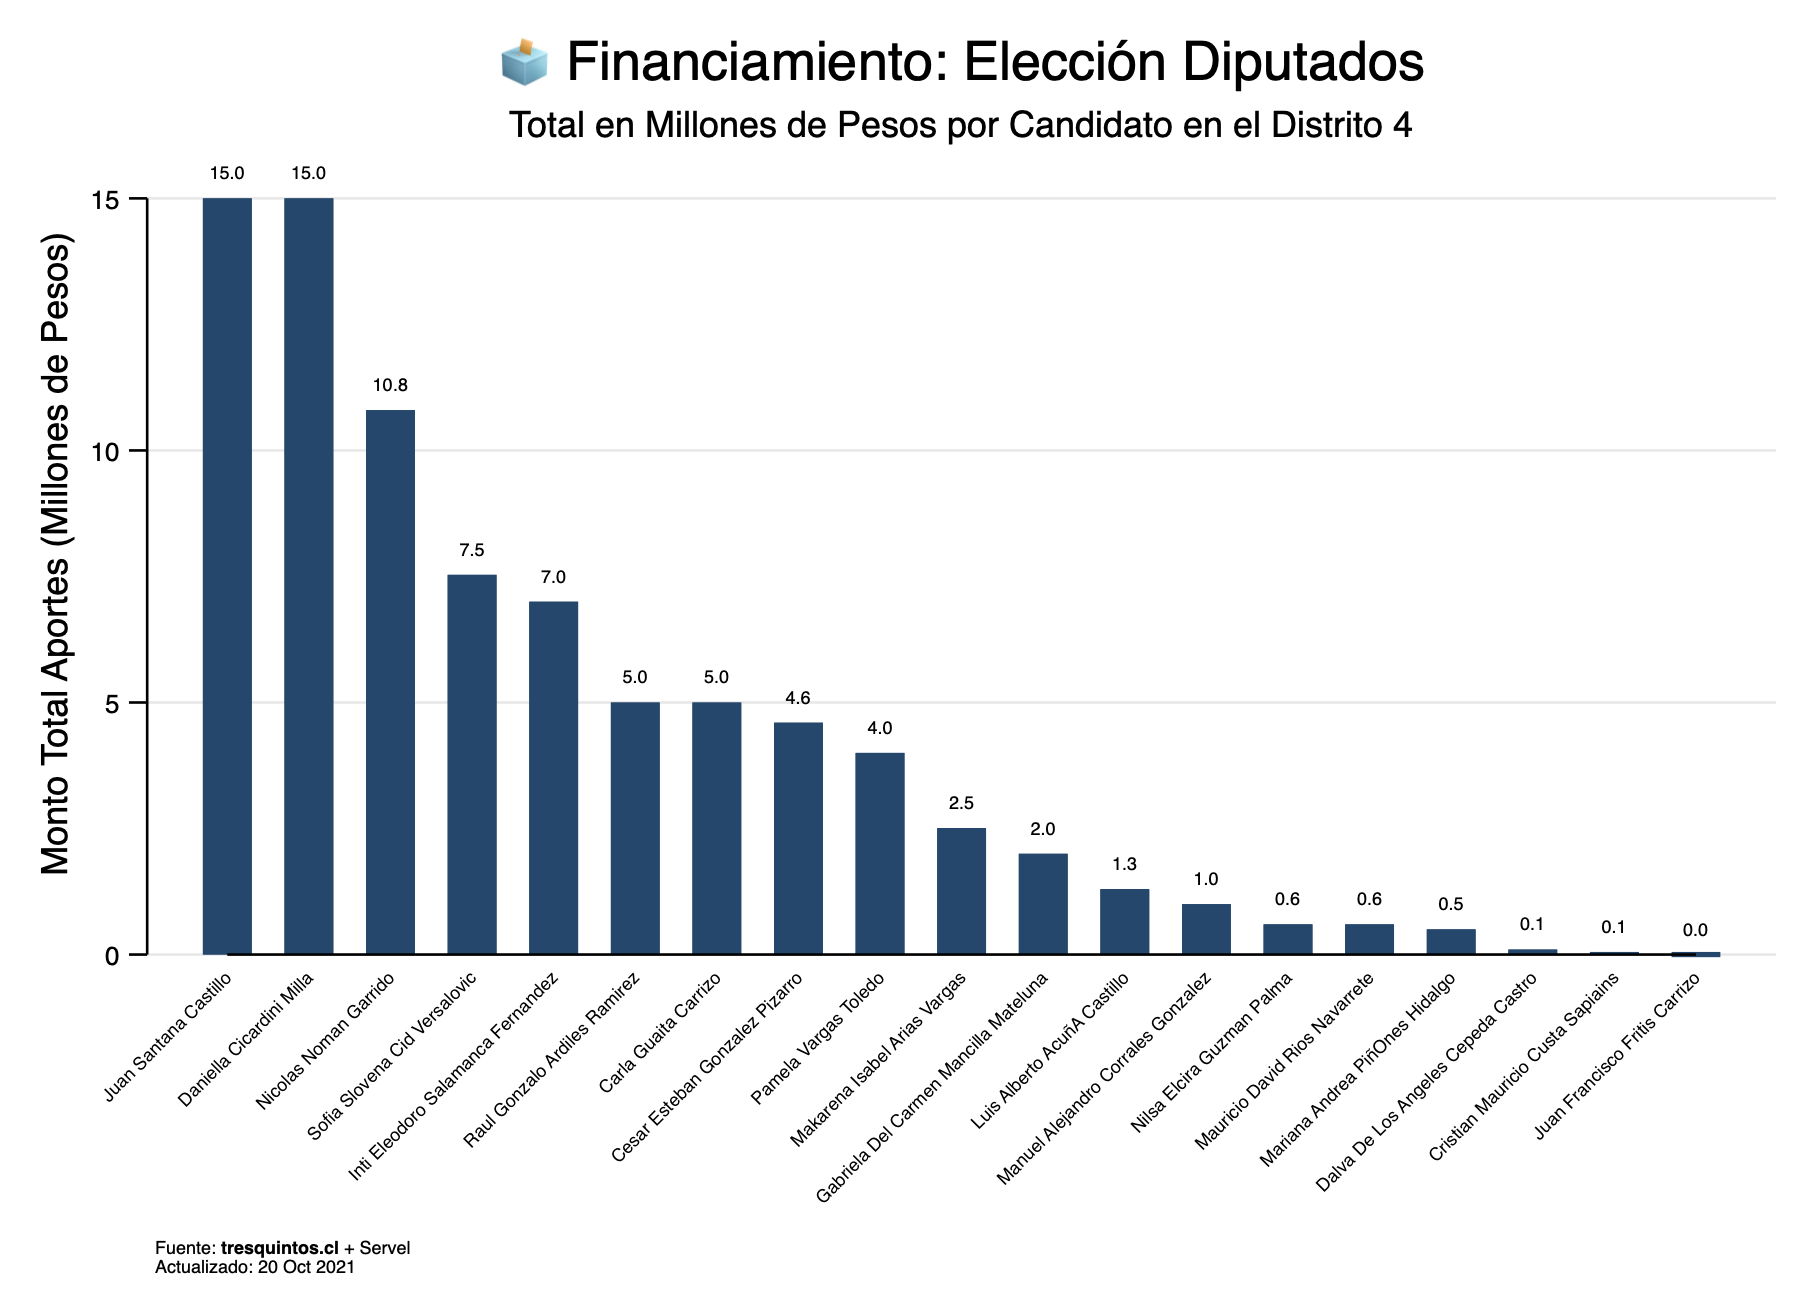 Financiamiento: Elección Diputados
Total en Millones de Pesos por Candidato en el Distrito 4
Monto Total Aportes (Millones de Pesos)
15
10
5
0
15.0
15.0
10.8
7.5
7.0
5.0
5.0
4.6
4.0
2.5
2.0
1.3
1.0
0.6
0.6
0.5
0.1
0.1
0.0
Juan Santana Castillo
Daniella Cicardini Milla
Nicolas Noman Garrido
Sofia Slovena Cid Versalovic
Inti Eleodoro Salamanca Fernandez
Raul Gonzalo Ardiles Ramirez
Carla Guaita Carrizo
Cesar Esteban Gonzalez Pizarro
Pamela Vargas Toledo
Makarena Isabel Arias Vargas
Gabriela Del Carmen Mancilla Mateluna
Luis Alberto AcuñA Castillo
Manuel Alejandro Corrales Gonzalez
Nilsa Elcira Guzman Palma
Mauricio David Rios Navarrete
Mariana Andrea PiñOnes Hidalgo
Dalva De Los Angeles Cepeda Castro
Cristian Mauricio Custa Sapiains
Juan Francisco Fritis Carrizo
Fuente: tresquintos.cl + Servel
Actualizado: 20 Oct 2021